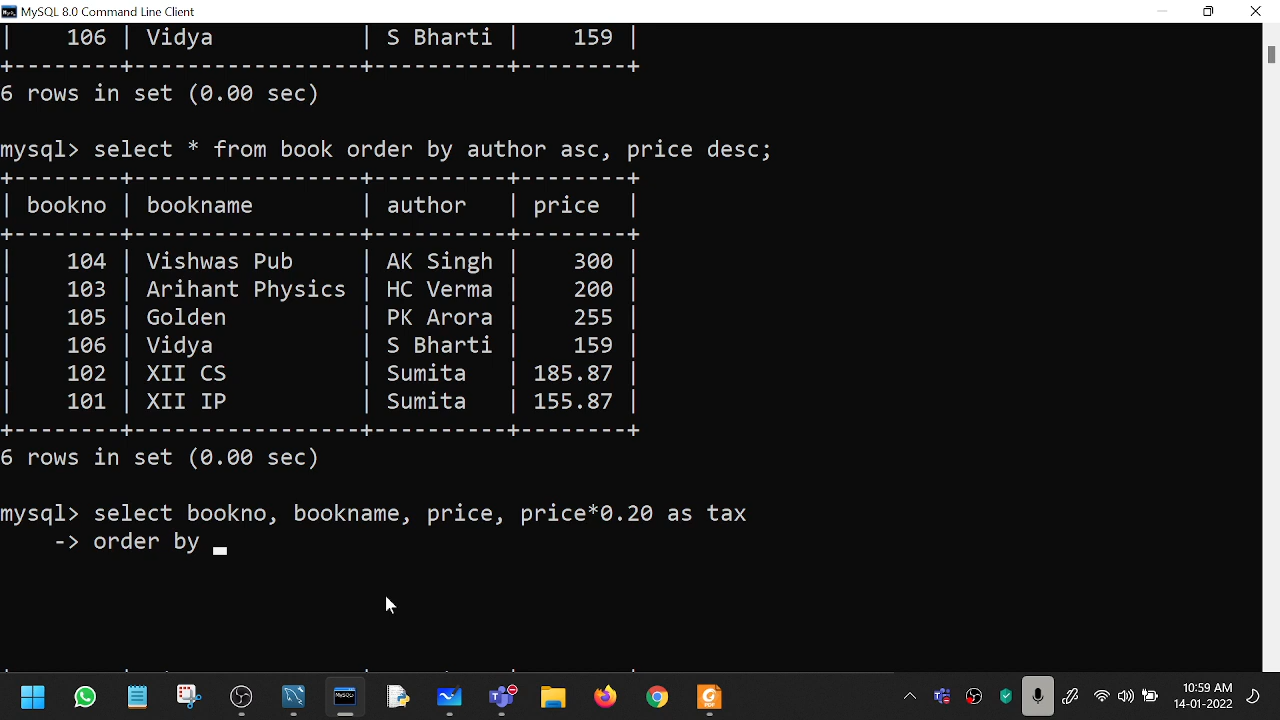 MySQL 8.0 Command Line Client
| 106 | Vidya | S Bharti | 159 |
+--------+-----------------+----------+--------+
6 rows in set (0.00 sec)
mysql> select * from book order by author asc, price desc;
+--------+-----------------+----------+--------+
| bookno | bookname | author | price |
+--------+-----------------+----------+--------+
| 104 | Vishwas Pub | AK Singh | 300 |
| 103 | Arihant Physics | HC Verma | 200 |
| 105 | Golden | PK Arora | 255 |
| 106 | Vidya | S Bharti | 159 |
| 102 | XII CS | Sumita | 185.87 |
| 101 | XII IP | Sumita | 155.87 |
+--------+-----------------+----------+--------+
6 rows in set (0.00 sec)
mysql> select bookno, bookname, price, price*0.20 as tax
-> order by
10:59 AM
14-01-2022